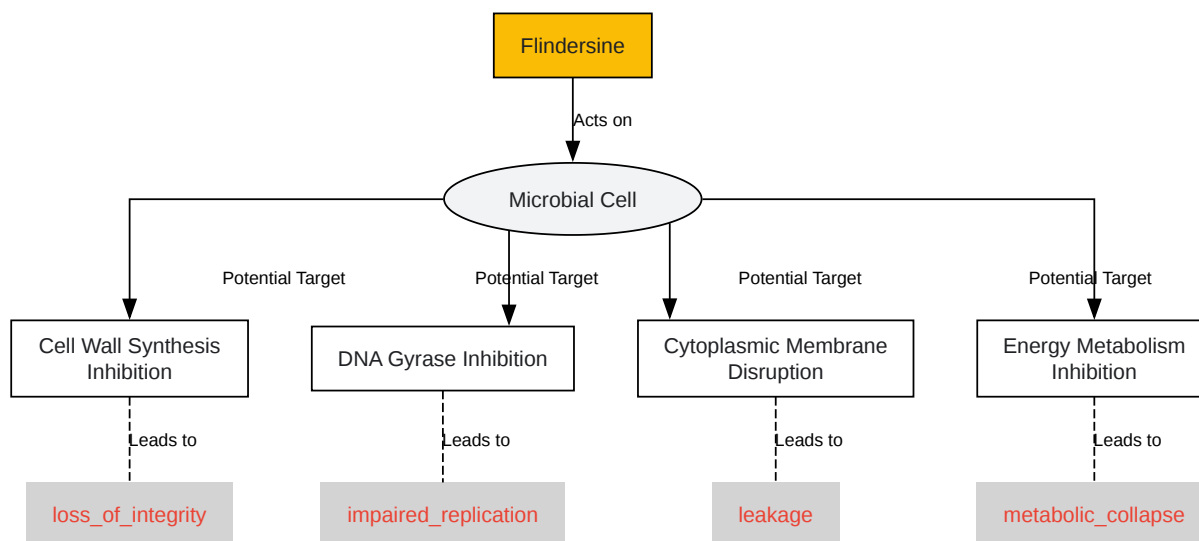 Flindersine
Acts on
Microbial Cell
Potential Target
Potential Target
Potential Target
Potential Target
Cell Wall Synthesis
Inhibition
DNA Gyrase Inhibition
Cytoplasmic Membrane
Disruption
Energy Metabolism
Inhibition
Leads to
Leads to
Leads to
Leads to
loss_of_integrity
impaired_replication
leakage
metabolic_collapse